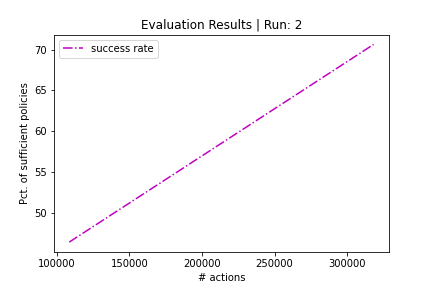 Evaluation Results | Run: 2
success rate
Pct. of sufficient policies
70
65
60
55
50
100000 150000 200000 250000 300000
# actions